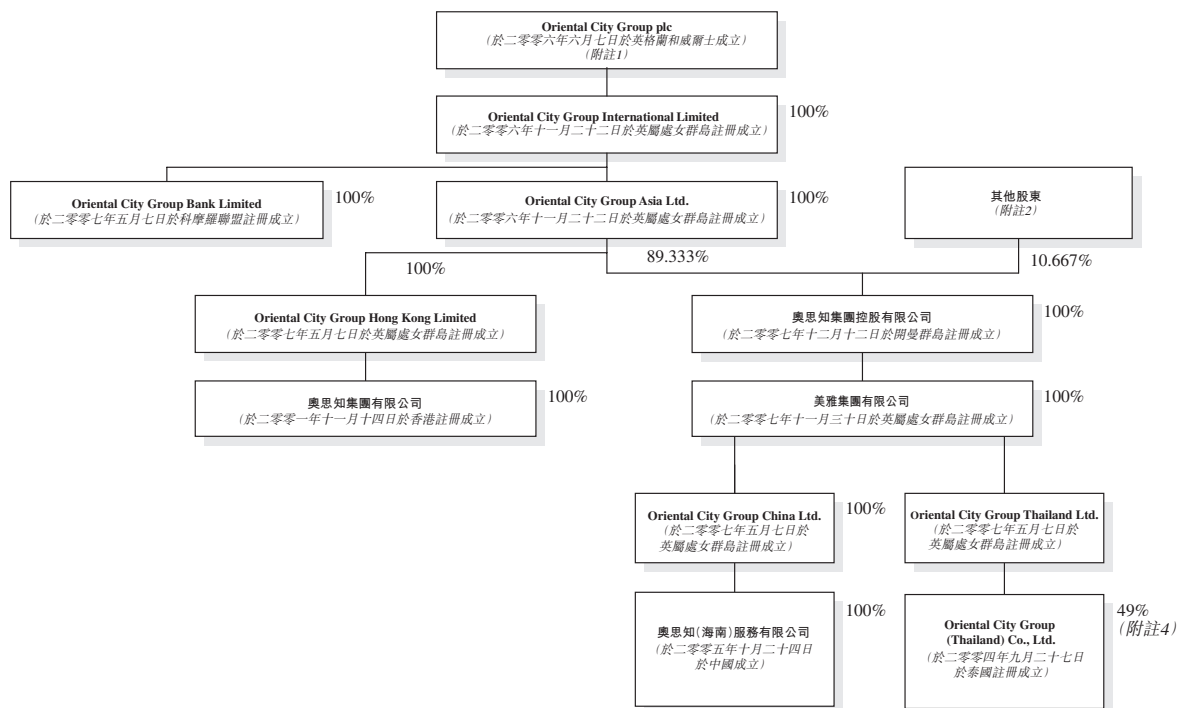 Oriental City Group plc
(於二零零六年六月七日於英格蘭和威爾士成立)
(附註1)
Oriental City Group International Limited
(於二零零六年十一月二十二日於英屬處女群島註冊成立)
100%
Oriental City Group Bank Limited
(於二零零七年五月七日於科摩羅聯盟註冊成立)
100%
Oriental City Group Asia Ltd.
(於二零零六年十一月二十二日於英屬處女群島註冊成立)
100%
其他股東
(附註2)
100%
89.333%
10.667%
Oriental City Group Hong Kong Limited
(於二零零七年五月七日於英屬處女群島註冊成立)
100%
奧思知集團控股有限公司
(於二零零七年十二月十二日於開曼群島註冊成立)
100%
奧思知集團有限公司
(於二零零一年十一月十四日於香港註冊成立)
100%
美雅集團有限公司
(於二零零七年十一月三十日於英屬處女群島註冊成立)
100%
Oriental City Group China Ltd.
(於二零零七年五月七日於
英屬處女群島註冊成立)
100%
Oriental City Group Thailand Ltd.
(於二零零七年五月七日於
英屬處女群島註冊成立)
奧思知(海南)服務有限公司
(於二零零五年十月二十四日
於中國成立)
100%
Oriental City Group
(Thailand) Co., Ltd.
(於二零零四年九月二十七日
於泰國註冊成立)
49%
(附註4)